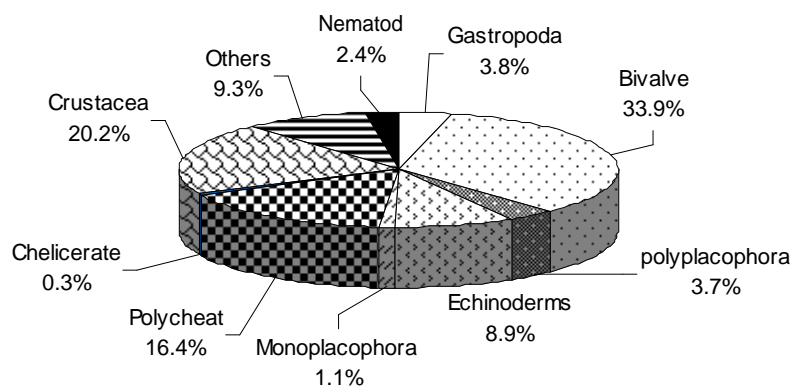 Nematod
2.4%
Gastropoda
3.8%
Bivalve
33.9%
polyplacophora
3.7%
Echinoderms
8.9%
Monoplacophora
1.1%
Polycheat
16.4%
Chelicerate
0.3%
Crustacea
20.2%
Others
9.3%